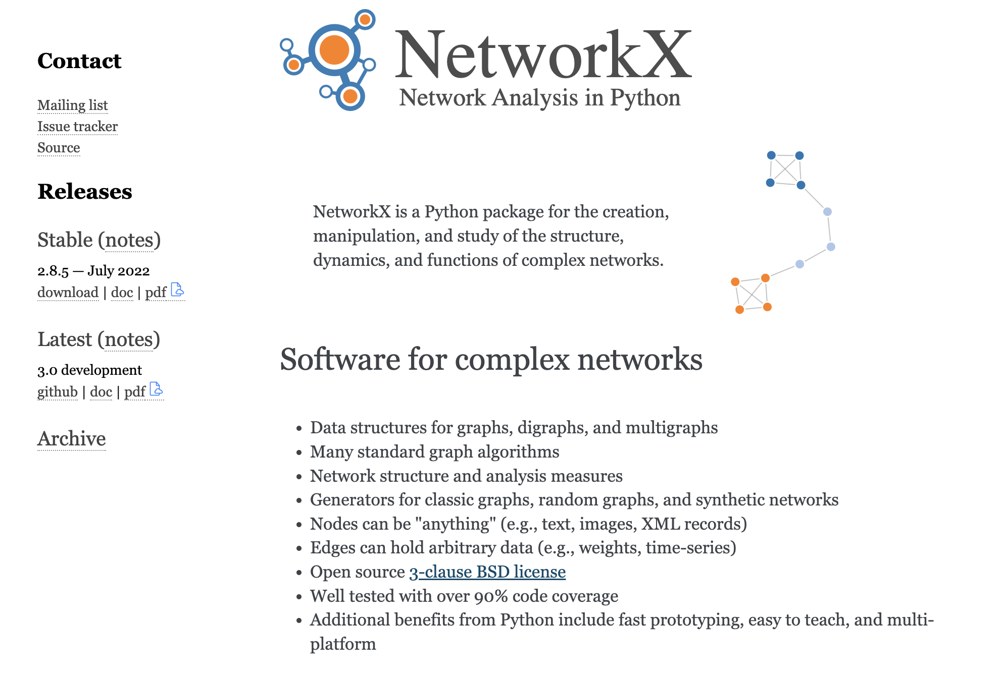 Contact
Mailing list
Issue tracker
Source
Releases
Stable (notes)
2.8.5 — July 2022
download | doc | pdf
Latest (notes)
3.0 development
github | doc | pdf
Archive
NetworkX
Network Analysis in Python
NetworkX is a Python package for the creation,
manipulation, and study of the structure,
dynamics, and functions of complex networks.
Software for complex networks
• Data structures for graphs, digraphs, and multigraphs
• Many standard graph algorithms
• Network structure and analysis measures
• Generators for classic graphs, random graphs, and synthetic networks
• Nodes can be "anything" (e.g., text, images, XML records)
• Edges can hold arbitrary data (e.g., weights, time-series)
• Open source 3-clause BSD license
• Well tested with over 90% code coverage
• Additional benefits from Python include fast prototyping, easy to teach, and multi-
platform